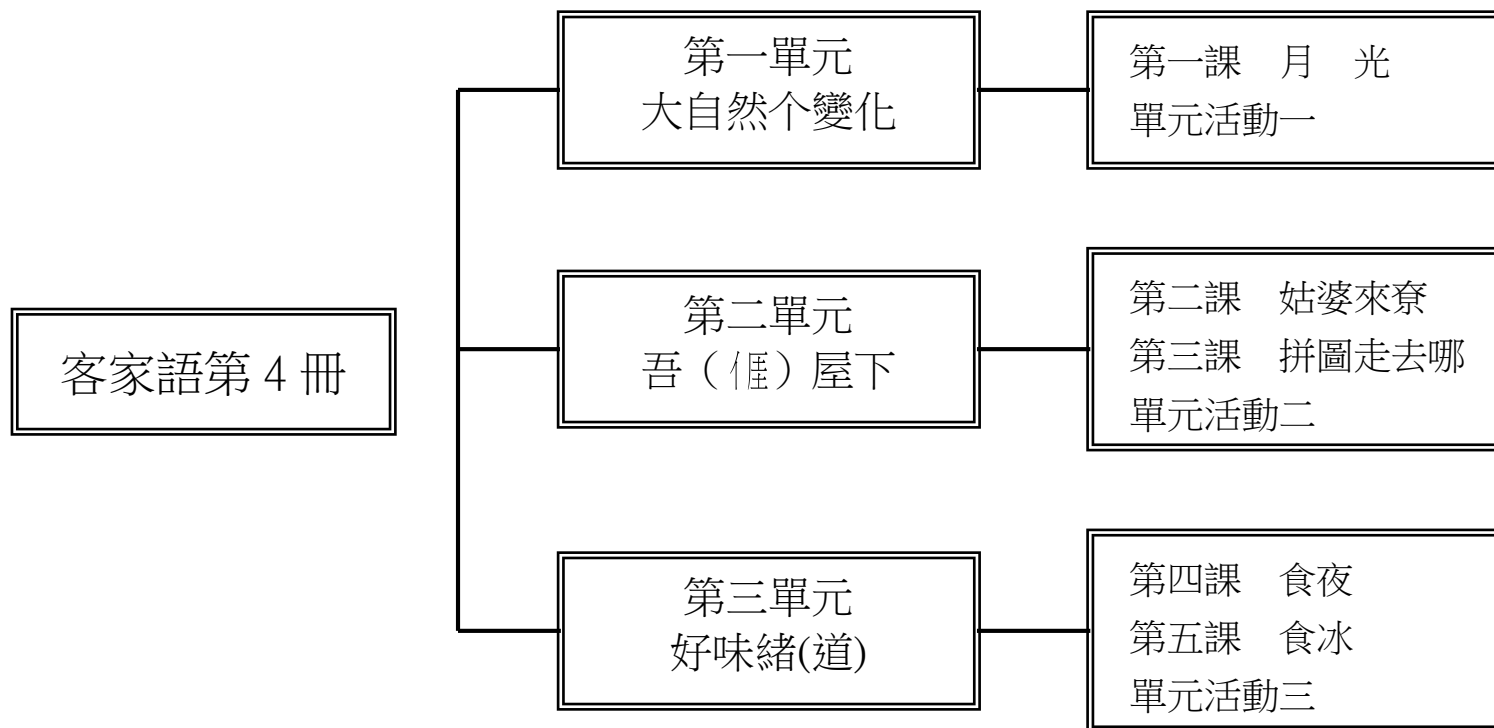 客家語第 4 冊
第一單元
大自然个變化
第一課　月　光
單元活動一
第二單元
吾（𠊎）屋下
第二課　姑婆來尞
第三課　拼圖走去哪
單元活動二
第三單元
好味緒(道)
第四課　食夜
第五課　食冰
單元活動三